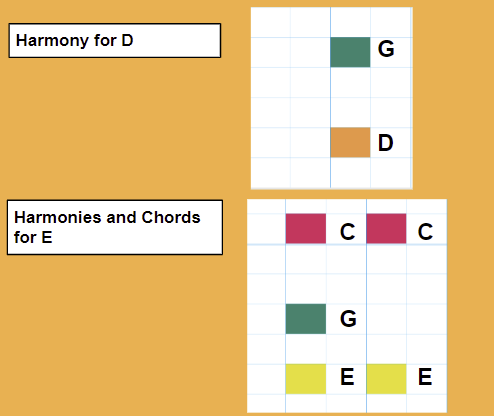 Harmony for D
G
D
Harmonies and Chords
for E
C C
G
E E